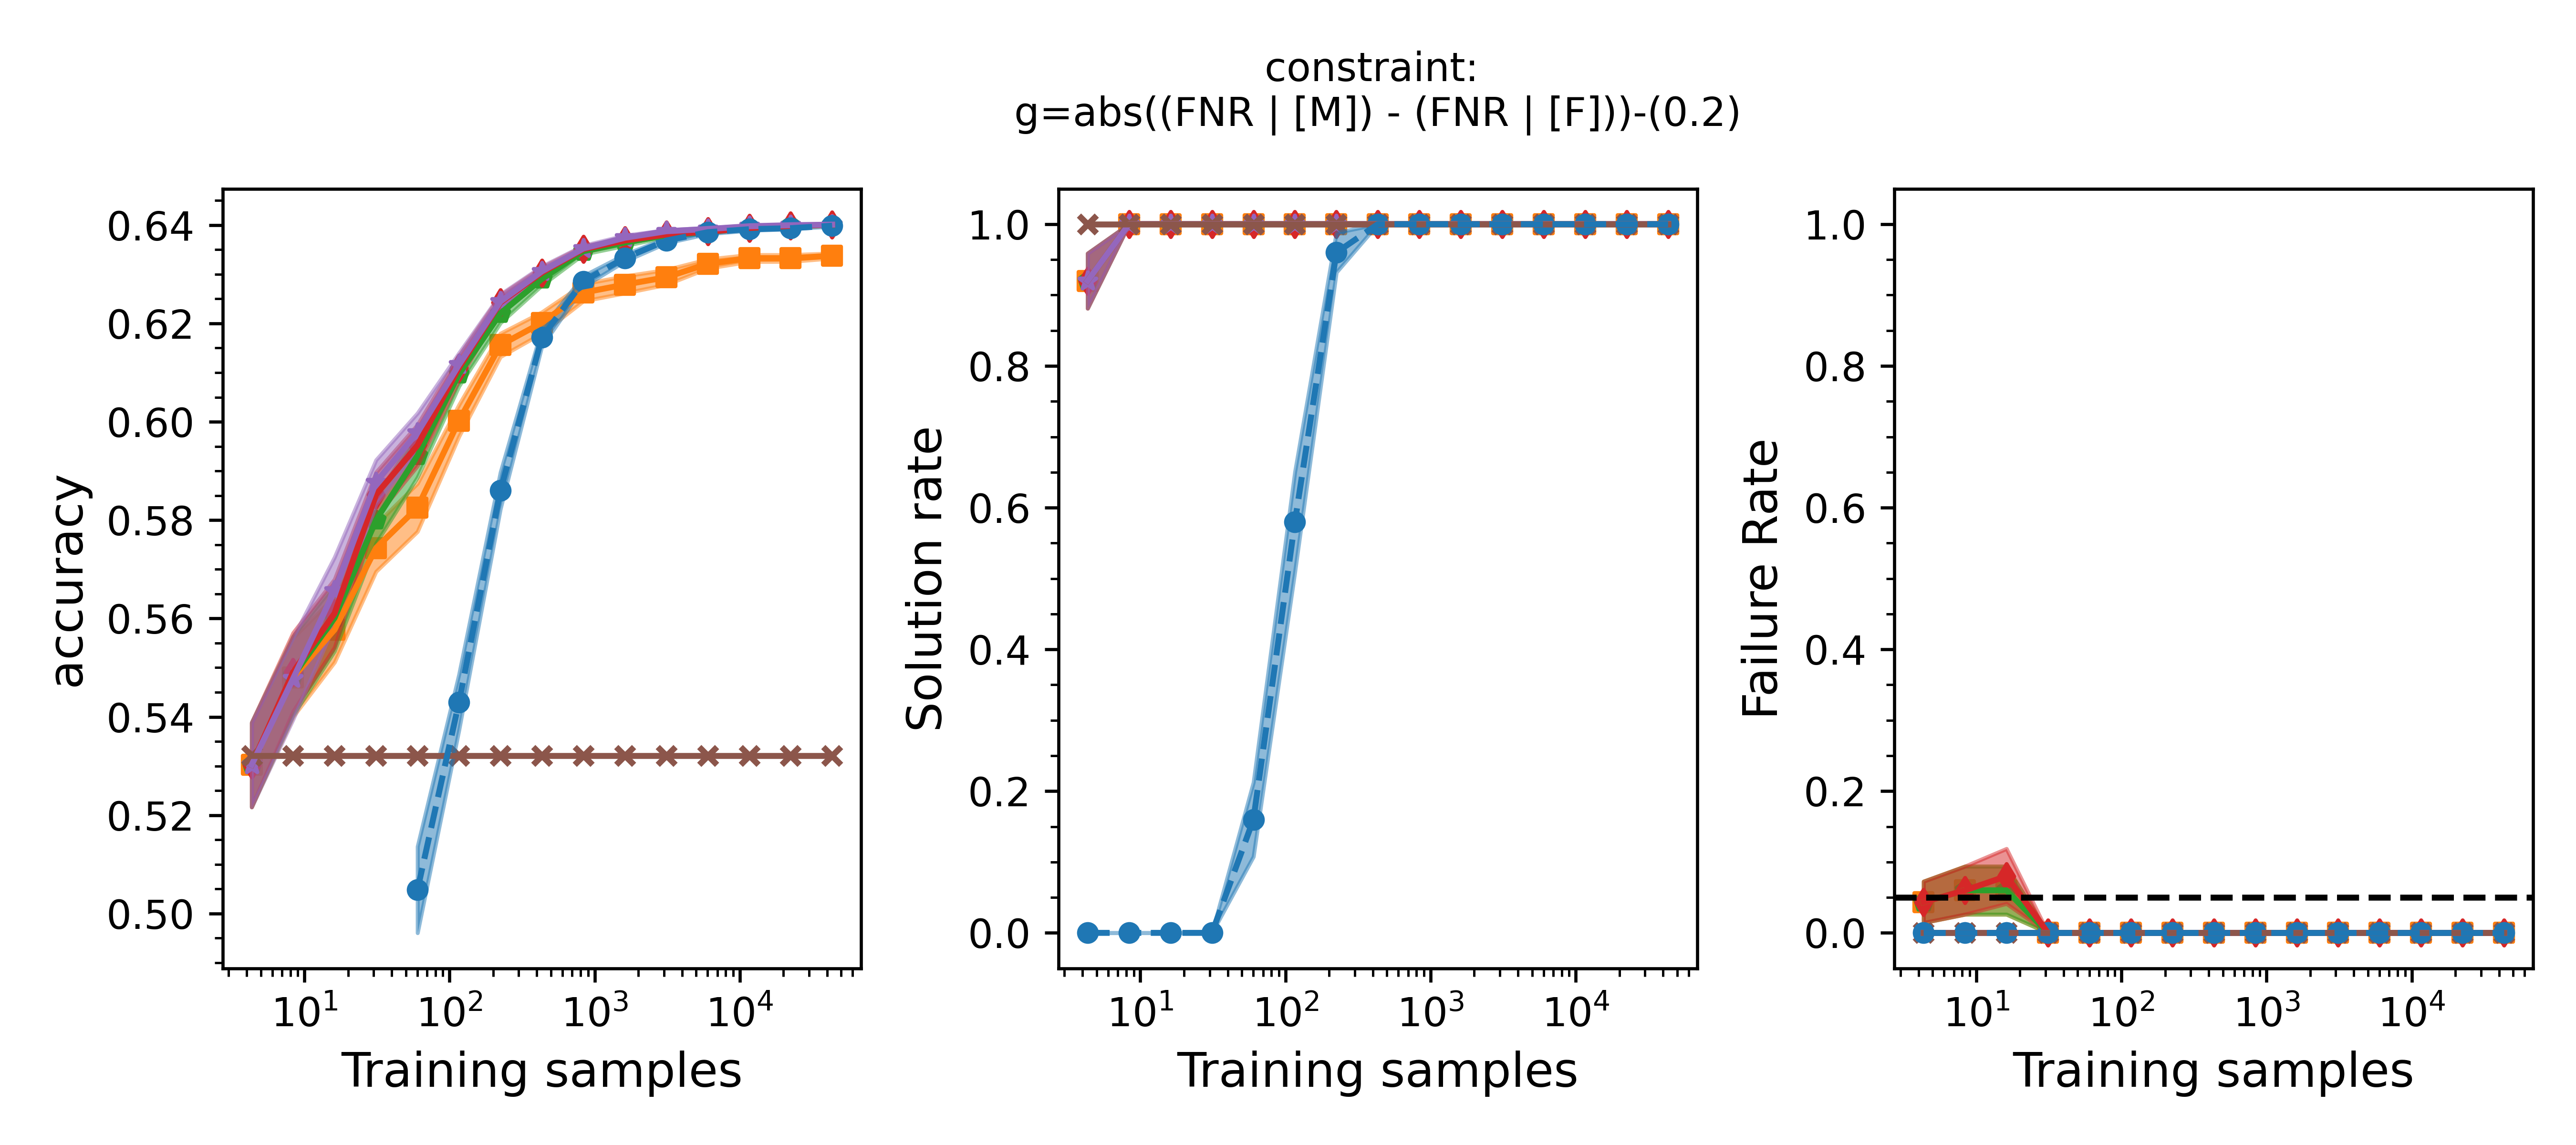 constraint:
g=abs((FNR | [M]) - (FNR | [F]))-(0.2)
accuracy
0.64
0.62
0.60
0.58
0.56
0.54
0.52
0.50
10¹ 10² 10³ 10⁴
Training samples
Solution rate
1.0
0.8
0.6
0.4
0.2
0.0
10¹ 10² 10³ 10⁴
Training samples
Failure Rate
1.0
0.8
0.6
0.4
0.2
0.0
10¹ 10² 10³ 10⁴
Training samples